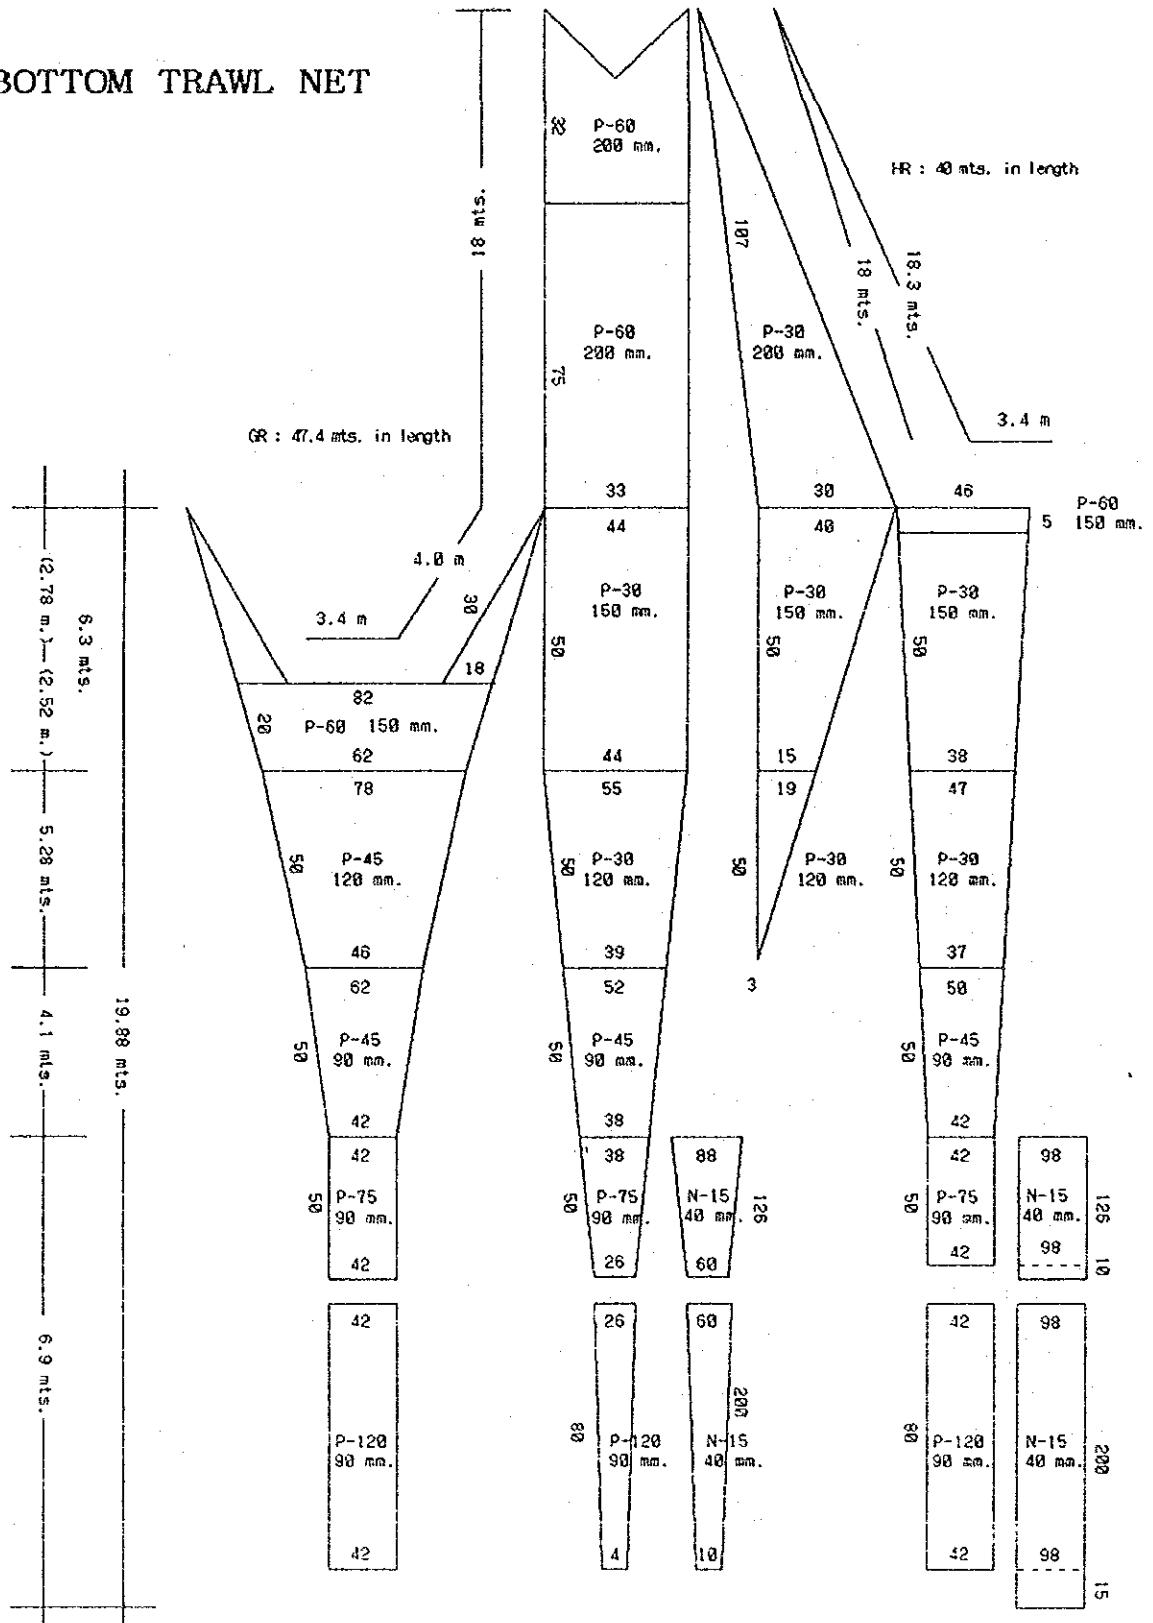 BOTTOM TRAWL NET
32
P-60
200 mm.
HR : 40 mts. in length
18 mts.
107
18 mts.
18.3 mts.
P-60
200 mm.
75
P-30
200 mm.
3.4 m
GR : 47.4 mts. in length
33
30
46
P-60
150 mm.
5
44
40
4.0 m
30
3.4 m
P-30
150 mm.
50
P-30
150 mm.
50
P-30
150 mm.
50
(2.78 m.)
(2.52 m.)
6.3 mts.
18
82
20
P-60 150 mm.
62
44
15
38
78
55
19
47
5.28 mts.
50
P-45
120 mm.
50
P-30
120 mm.
50
P-30
120 mm.
50
P-30
120 mm.
46
39
37
3
62
52
50
4.1 mts.
19.88 mts.
50
P-45
90 mm.
50
P-45
90 mm.
50
P-45
90 mm.
42
38
42
42
38
88
42
98
50
P-75
90 mm.
50
P-75
90 mm.
N-15
40 mm.
126
50
P-75
90 mm.
N-15
40 mm.
126
42
26
60
42
98
10
42
26
60
42
98
6.9 mts.
P-120
90 mm.
80
P-120
90 mm.
200
N-15
40 mm.
80
P-120
90 mm.
N-15
40 mm.
200
42
4
10
42
98
15